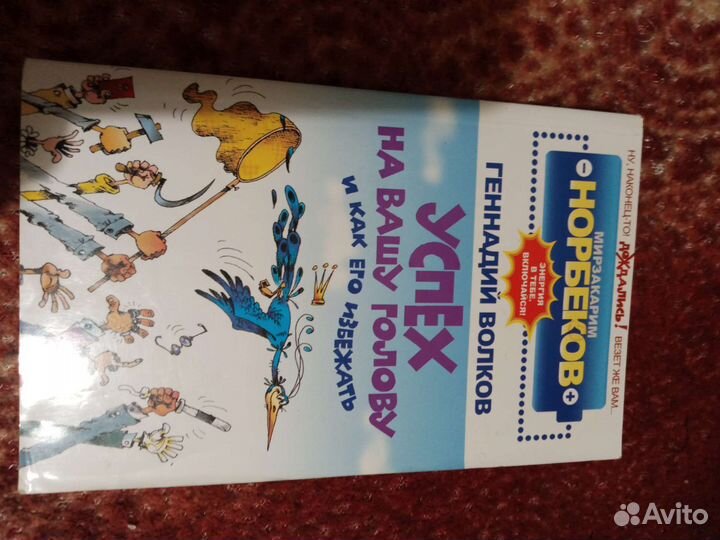 НУ, НАКОНЕЦ-ТО! ДОЖДАЛИСЬ! ВЕЗЕТ ЖЕ ВАМ...
МИРЗАКАРИМ
- НОРБЕКОВ +
ЭНЕРГИЯ
В ТЕБЕ.
ВКЛЮЧАЙСЯ!
ГЕННАДИЙ ВОЛКОВ
УСПЕХ
НА ВАШУ ГОЛОВУ
И КАК ЕГО ИЗБЕЖАТЬ
Avito